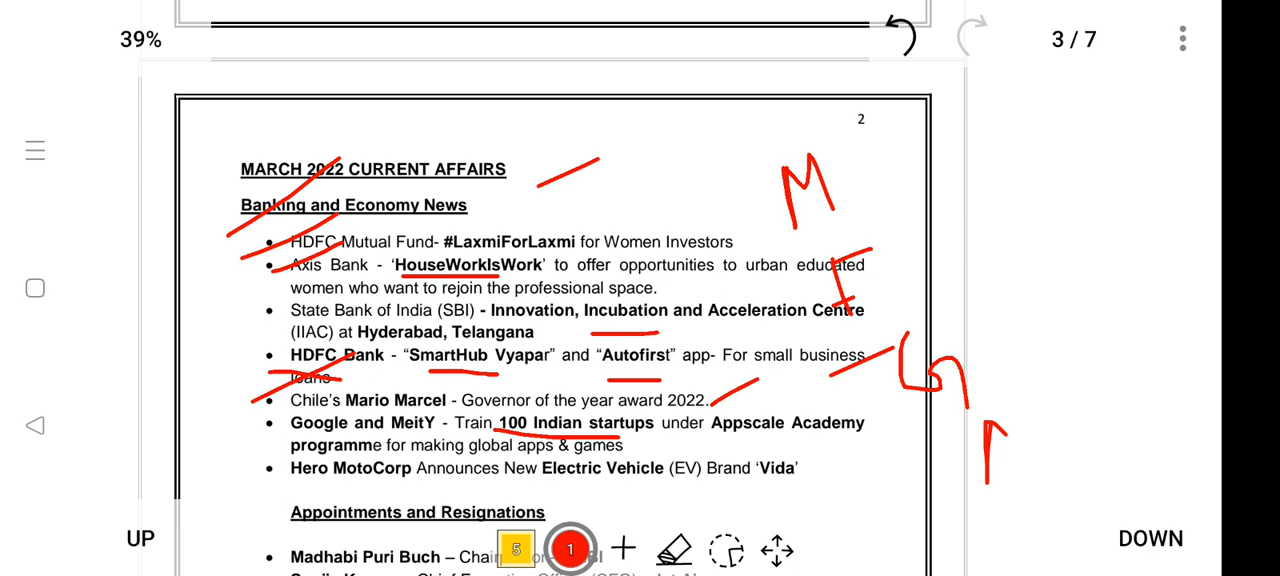 39%
3 / 7
2
MARCH 2022 CURRENT AFFAIRS
Banking and Economy News
• HDFC Mutual Fund- #LaxmiForLaxmi for Women Investors
• Axis Bank - ‘HouseWorkIsWork’ to offer opportunities to urban educated
women who want to rejoin the professional space.
• State Bank of India (SBI) - Innovation, Incubation and Acceleration Centre
(IIAC) at Hyderabad, Telangana
• HDFC Bank - “SmartHub Vyapar” and “Autofirst” app- For small business
loans
• Chile’s Mario Marcel - Governor of the year award 2022.
• Google and MeitY - Train 100 Indian startups under Appscale Academy
programme for making global apps & games
• Hero MotoCorp Announces New Electric Vehicle (EV) Brand ‘Vida’
Appointments and Resignations
UP
5
1
DOWN
• Madhabi Puri Buch –
M
F